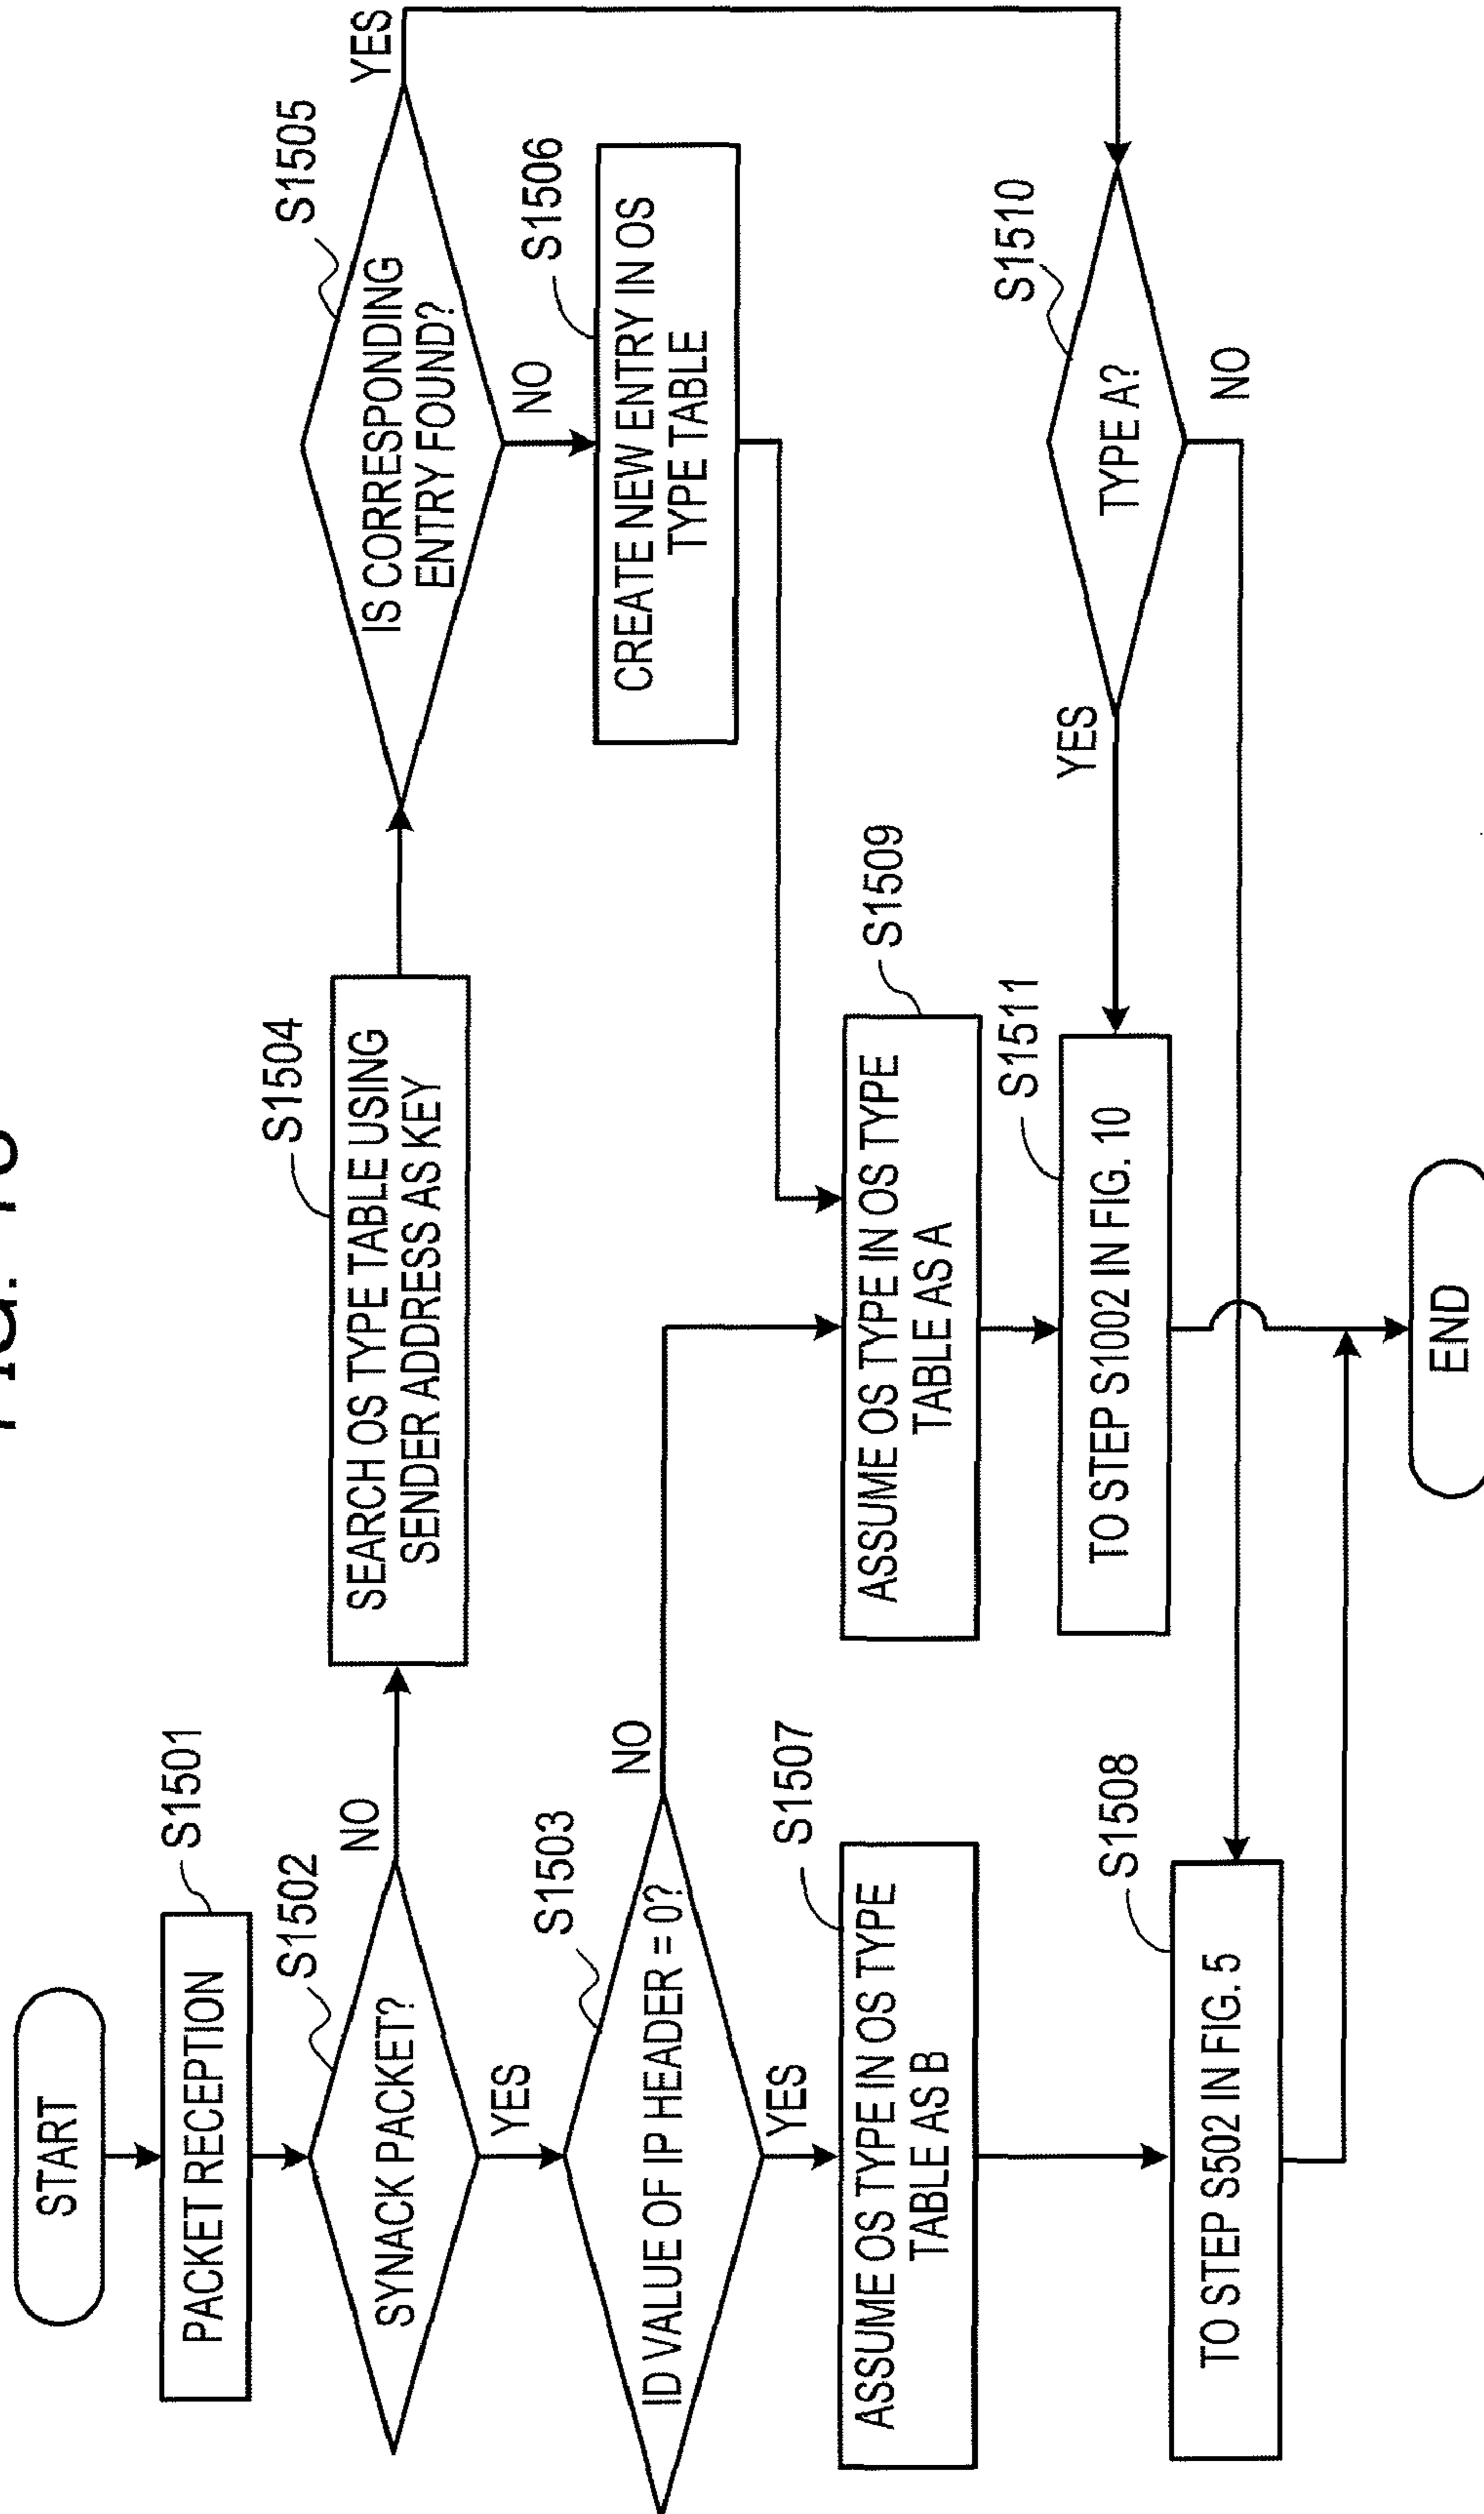 START
S1501
PACKET RECEPTION
S1502
SYNACK PACKET?
NO
YES
S1503
ID VALUE OF IP HEADER = 0?
NO
YES
S1504
SEARCH OS TYPE TABLE USING
SENDER ADDRESS AS KEY
S1505
IS CORRESPONDING
ENTRY FOUND?
YES
NO
S1506
CREATE NEW ENTRY IN OS
TYPE TABLE
S1507
ASSUME OS TYPE IN OS TYPE
TABLE AS B
S1509
ASSUME OS TYPE IN OS TYPE
TABLE AS A
S1510
TYPE A?
YES
NO
S1511
TO STEP S1002 IN FIG. 10
S1508
TO STEP S502 IN FIG. 5
END